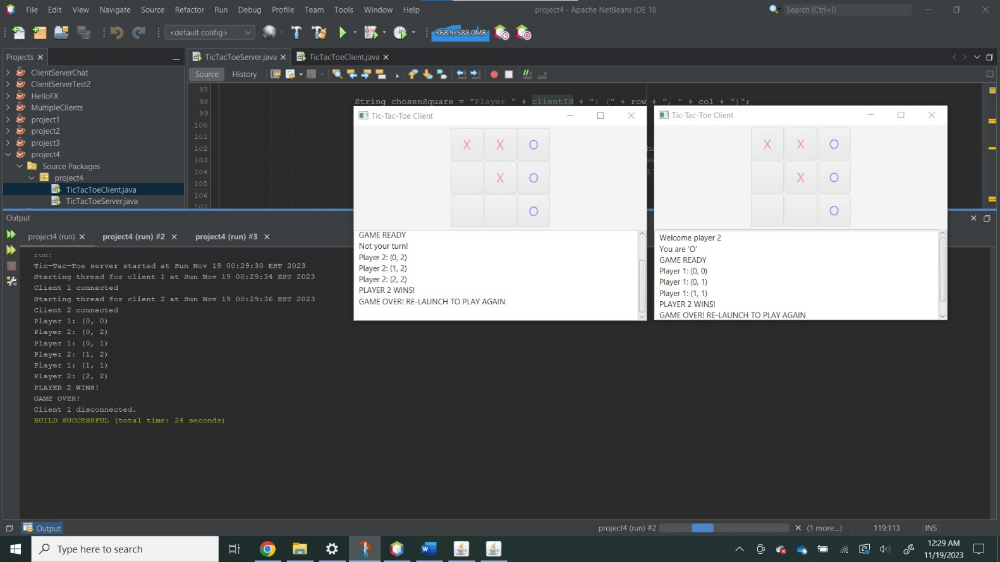 File Edit View Navigate Source Refactor Run Debug Profile Team Tools Window Help
project4 - Apache NetBeans IDE 18
Search (Ctrl+I)
<default config>
368.9/588.0MB
Projects
TicTacToeServer.java
TicTacToeClient.java
Source History
ClientServerChat
ClientServerTest2
HelloFX
MultipleClients
project1
project2
project3
project4
Source Packages
project4
TicTacToeClient.java
TicTacToeServer.java
97
98 String chosenSquare = "Player " + clientId + ": (" + row + ", " + col + ")";
99
100
101
102
103
104
105
106
107
Tic-Tac-Toe Client
X X O
X O
O
GAME READY
Not your turn!
Player 2: (0, 2)
Player 2: (1, 2)
Player 2: (2, 2)
PLAYER 2 WINS!
GAME OVER! RE-LAUNCH TO PLAY AGAIN
Tic-Tac-Toe Client
X X O
X O
O
Welcome player 2
You are 'O'
GAME READY
Player 1: (0, 0)
Player 1: (0, 1)
Player 1: (1, 1)
PLAYER 2 WINS!
GAME OVER! RE-LAUNCH TO PLAY AGAIN
Output
project4 (run) project4 (run) #2 project4 (run) #3
run:
Tic-Tac-Toe server started at Sun Nov 19 00:29:30 EST 2023
Starting thread for client 1 at Sun Nov 19 00:29:34 EST 2023
Client 1 connected
Starting thread for client 2 at Sun Nov 19 00:29:36 EST 2023
Client 2 connected
Player 1: (0, 0)
Player 2: (0, 2)
Player 1: (0, 1)
Player 2: (1, 2)
Player 1: (1, 1)
Player 2: (2, 2)
PLAYER 2 WINS!
GAME OVER!
Client 1 disconnected.
BUILD SUCCESSFUL (total time: 24 seconds)
Output
project4 (run) #2
(1 more...)
119:113
INS
Type here to search
12:29 AM
11/19/2023